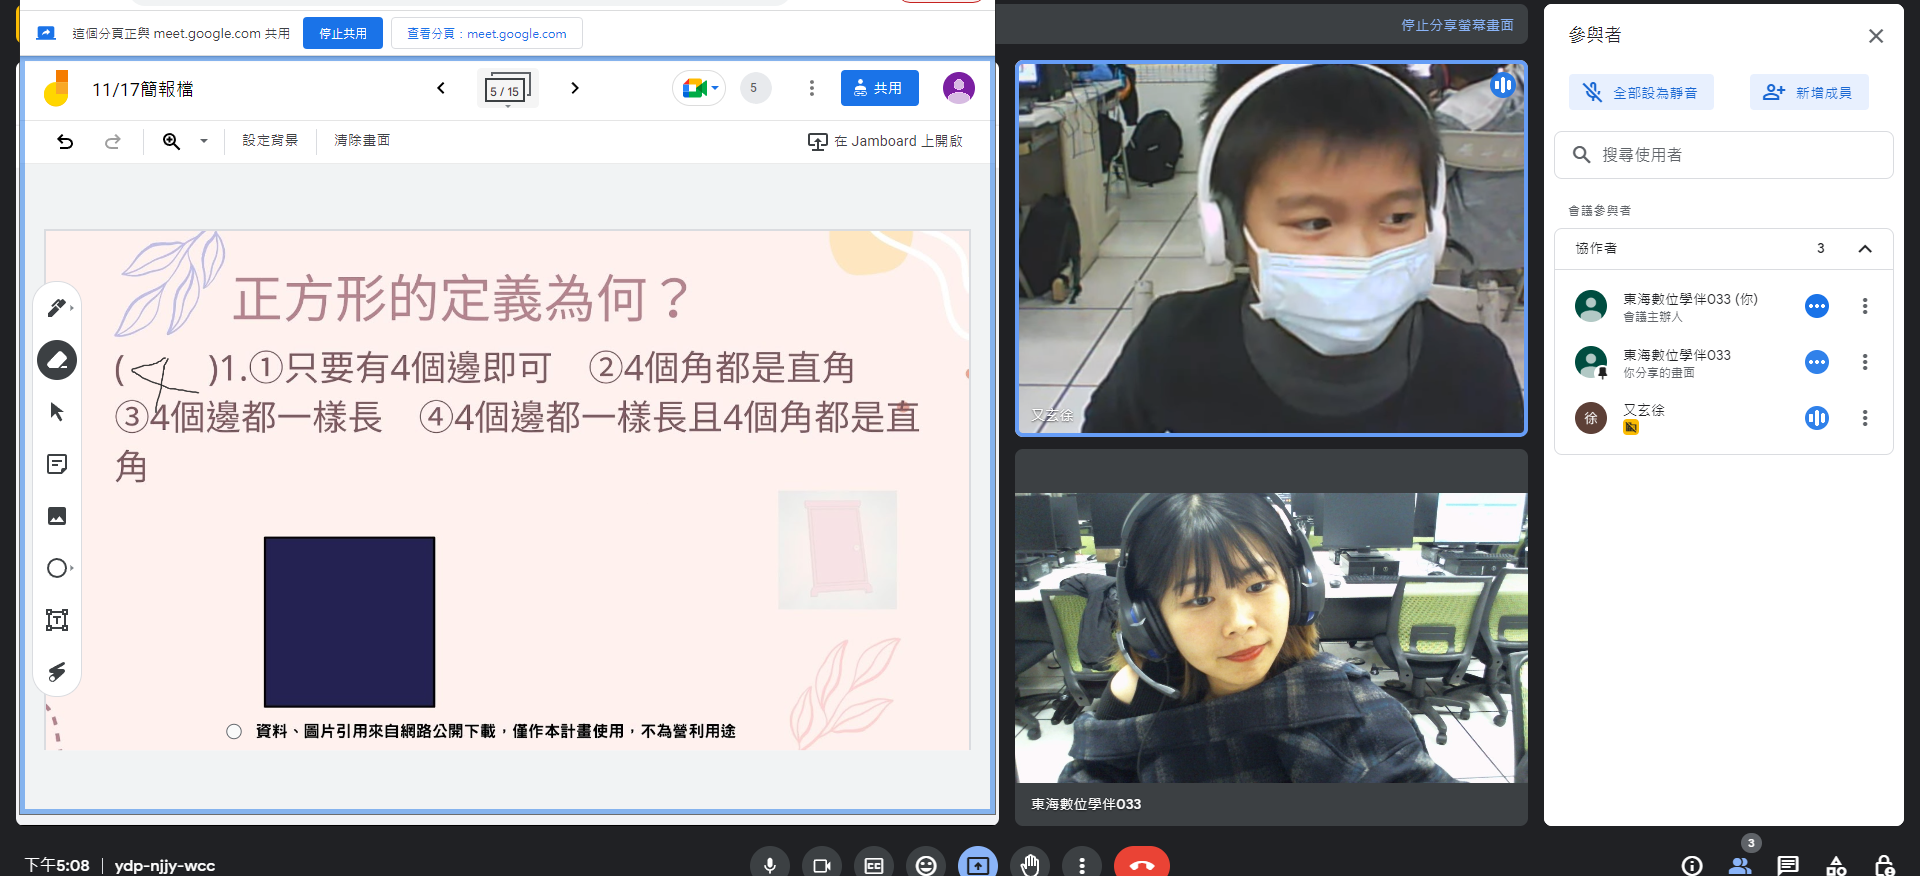 這個分頁正與 meet.google.com 共用
停止共用
查看分頁：meet.google.com
11/17簡報檔
5 / 15
5
共用
設定背景
清除畫面
在 Jamboard 上開啟
正方形的定義為何？
( 4 )1.①只要有4個邊即可 ②4個角都是直角
③4個邊都一樣長 ④4個邊都一樣長且4個角都是直
角
資料、圖片引用來自網路公開下載，僅作本計畫使用，不為營利用途
停止分享螢幕畫面
又玄徐
東海數位學伴033
參與者
全部設為靜音
新增成員
搜尋使用者
會議參與者
協作者
3
東海數位學伴033 (你)
會議主辦人
東海數位學伴033
你分享的畫面
徐
又玄徐
下午5:08
ydp-njjy-wcc
3